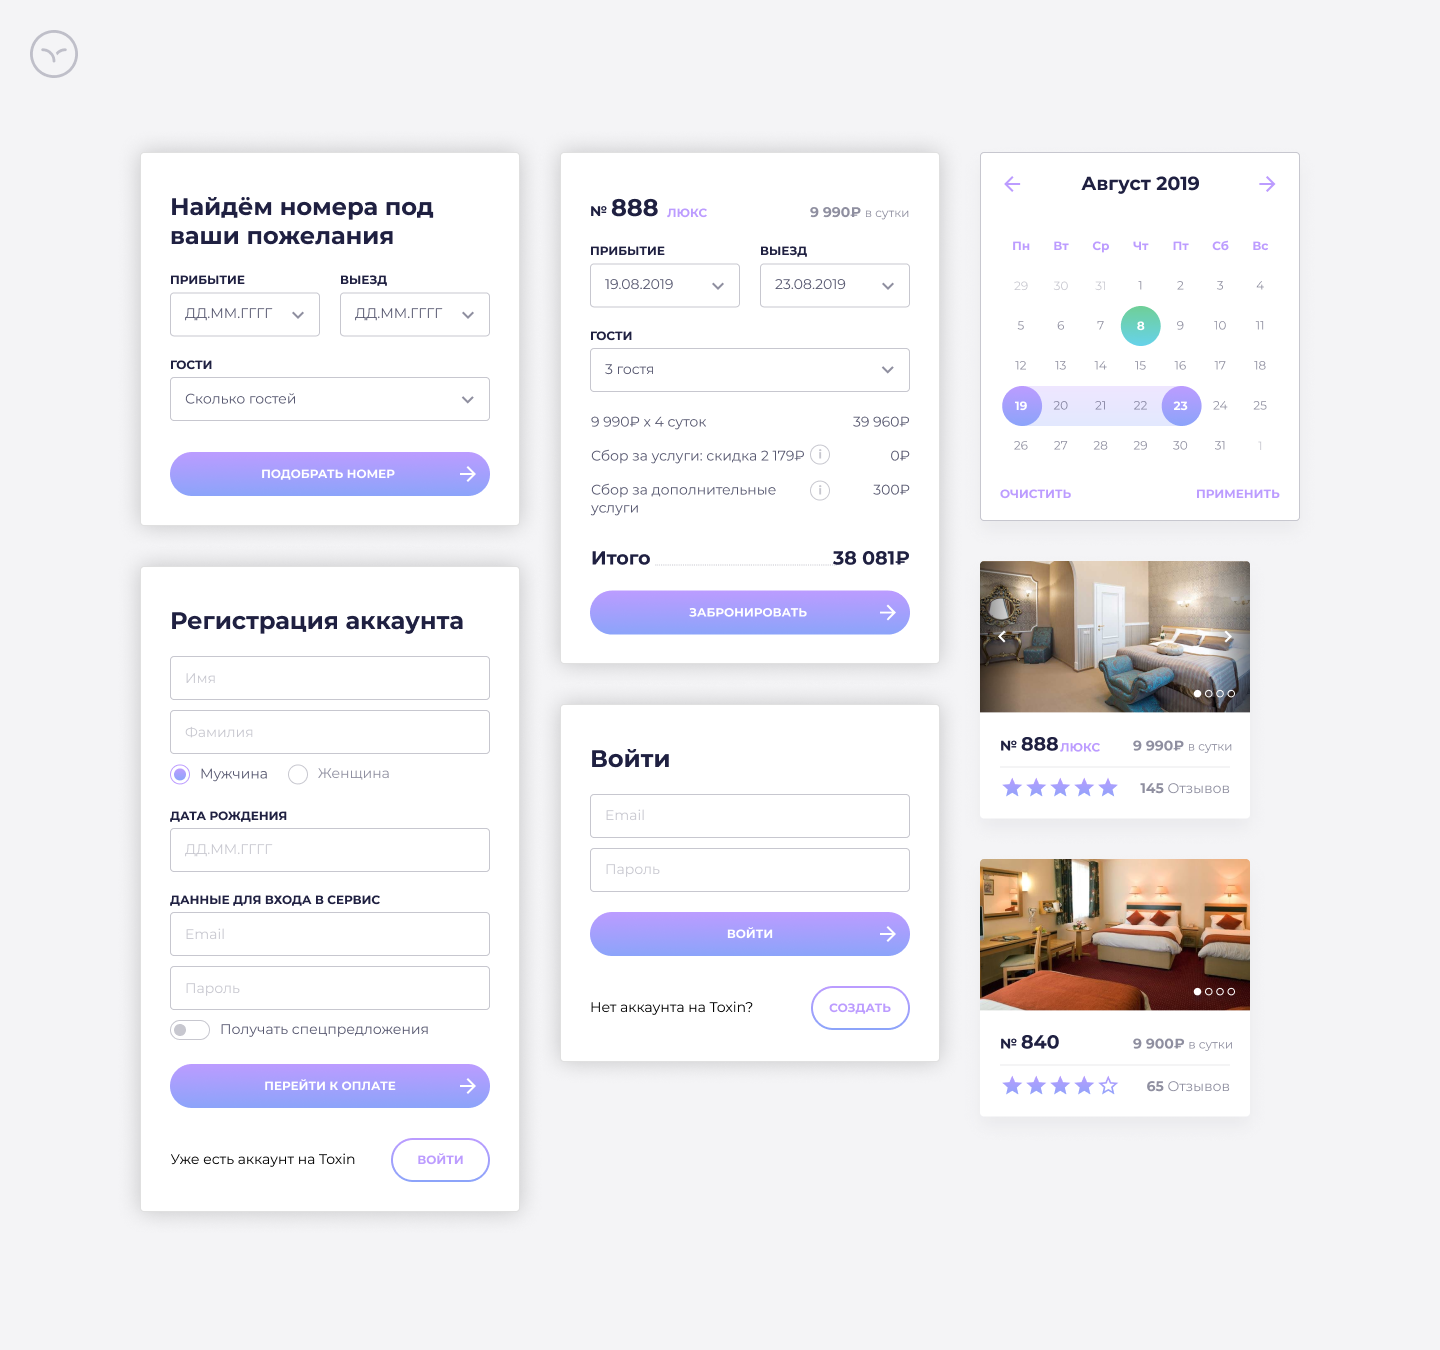 Найдём номера под
ваши пожелания
ПРИБЫТИЕ ВЫЕЗД
ДД.ММ.ГГГГ ДД.ММ.ГГГГ
ГОСТИ
Сколько гостей
ПОДОБРАТЬ НОМЕР
Регистрация аккаунта
Имя
Фамилия
Мужчина Женщина
ДАТА РОЖДЕНИЯ
ДД.ММ.ГГГГ
ДАННЫЕ ДЛЯ ВХОДА В СЕРВИС
Email
Пароль
Получать спецпредложения
ПЕРЕЙТИ К ОПЛАТЕ
Уже есть аккаунт на Toxin ВОЙТИ
№ 888 ЛЮКС 9 990₽ в сутки
ПРИБЫТИЕ ВЫЕЗД
19.08.2019 23.08.2019
ГОСТИ
3 гостя
9 990₽ х 4 суток 39 960₽
Сбор за услуги: скидка 2 179₽ i 0₽
Сбор за дополнительные i 300₽
услуги
Итого 38 081₽
ЗАБРОНИРОВАТЬ
Войти
Email
Пароль
ВОЙТИ
Нет аккаунта на Toxin? СОЗДАТЬ
Август 2019
Пн Вт Ср Чт Пт Сб Вс
29 30 31 1 2 3 4
5 6 7 8 9 10 11
12 13 14 15 16 17 18
19 20 21 22 23 24 25
26 27 28 29 30 31 1
ОЧИСТИТЬ ПРИМЕНИТЬ
№ 888 ЛЮКС 9 990₽ в сутки
145 Отзывов
№ 840 9 900₽ в сутки
65 Отзывов